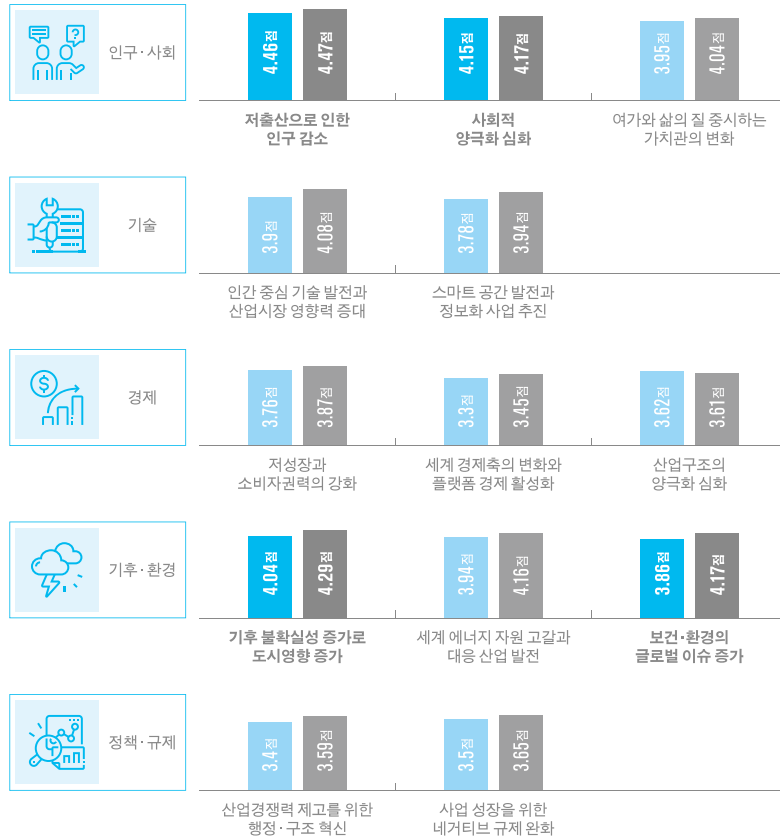 인구·사회
4.46점
4.47점
4.15점
4.17점
3.95점
4.04점
저출산으로 인한
인구 감소
사회적
양극화 심화
여가와 삶의 질 중시하는
가치관의 변화
기술
3.9점
4.08점
3.78점
3.94점
인간 중심 기술 발전과
산업시장 영향력 증대
스마트 공간 발전과
정보화 사업 추진
경제
$
3.76점
3.87점
3.3점
3.45점
3.62점
3.61점
저성장과
소비자권력의 강화
세계 경제축의 변화와
플랫폼 경제 활성화
산업구조의
양극화 심화
기후·환경
4.04점
4.29점
3.94점
4.16점
3.86점
4.17점
기후 불확실성 증가로
도시영향 증가
세계 에너지 자원 고갈과
대응 산업 발전
보건·환경의
글로벌 이슈 증가
정책·규제
3.4점
3.59점
3.5점
3.65점
산업경쟁력 제고를 위한
행정·구조 혁신
사업 성장을 위한
네거티브 규제 완화